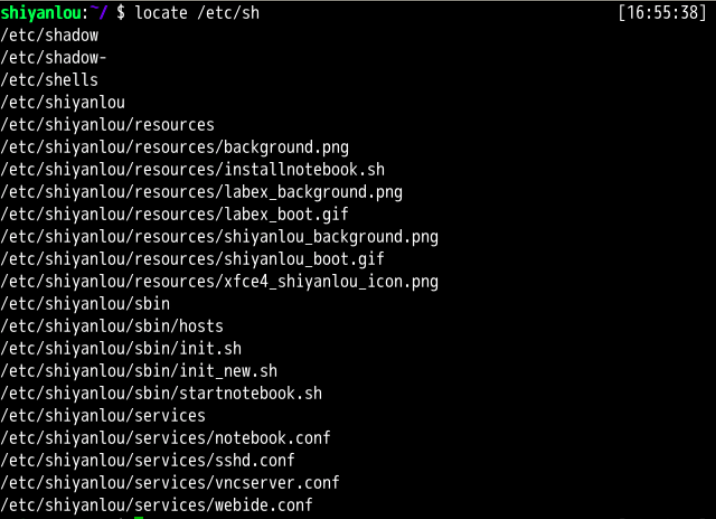 shiyanlou:~/ $ locate /etc/sh [16:55:38]
/etc/shadow
/etc/shadow-
/etc/shells
/etc/shiyanlou
/etc/shiyanlou/resources
/etc/shiyanlou/resources/background.png
/etc/shiyanlou/resources/installnotebook.sh
/etc/shiyanlou/resources/labex_background.png
/etc/shiyanlou/resources/labex_boot.gif
/etc/shiyanlou/resources/shiyanlou_background.png
/etc/shiyanlou/resources/shiyanlou_boot.gif
/etc/shiyanlou/resources/xfce4_shiyanlou_icon.png
/etc/shiyanlou/sbin
/etc/shiyanlou/sbin/hosts
/etc/shiyanlou/sbin/init.sh
/etc/shiyanlou/sbin/init_new.sh
/etc/shiyanlou/sbin/startnotebook.sh
/etc/shiyanlou/services
/etc/shiyanlou/services/notebook.conf
/etc/shiyanlou/services/sshd.conf
/etc/shiyanlou/services/vncserver.conf
/etc/shiyanlou/services/webide.conf